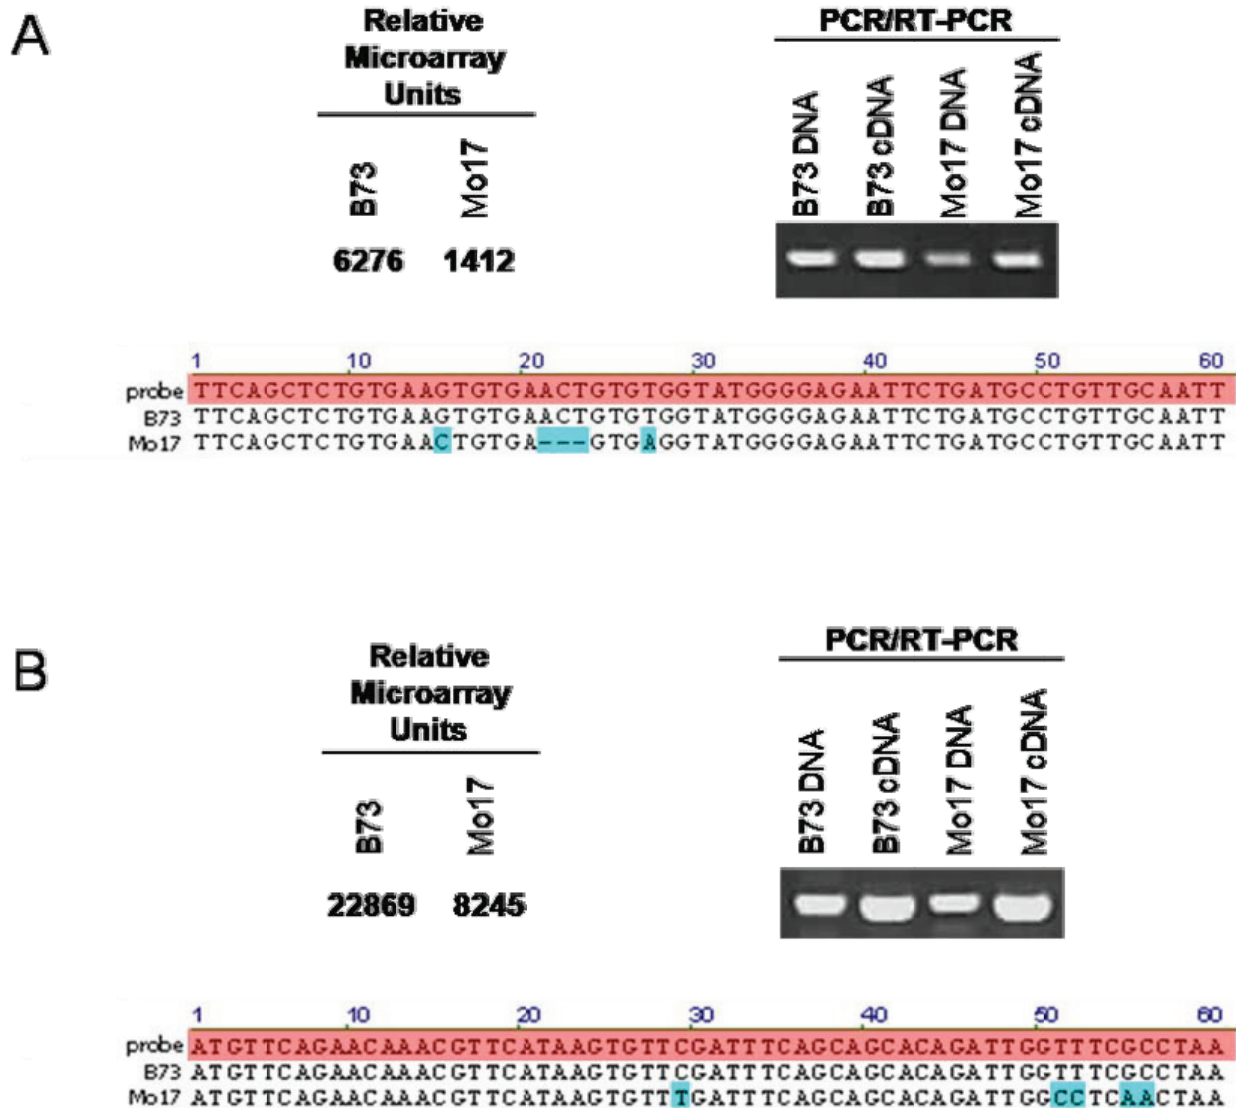 A
Relative
Microarray
Units
B73 Mo17
6276 1412
PCR/RT-PCR
B73 DNA
B73 cDNA
Mo17 DNA
Mo17 cDNA
1 10 20 30 40 50 60
probe TTCAGCTCTGTGAAGTGTGAACTGTGTGGTATGGGGAGAATTCTGATGCCTGTTGCAATT
B73 TTCAGCTCTGTGAAGTGTGAACTGTGTGGTATGGGGAGAATTCTGATGCCTGTTGCAATT
Mo17 TTCAGCTCTGTGAACTGTGA---GTGAGGTATGGGGAGAATTCTGATGCCTGTTGCAATT
B
Relative
Microarray
Units
B73 Mo17
22869 8245
PCR/RT-PCR
B73 DNA
B73 cDNA
Mo17 DNA
Mo17 cDNA
1 10 20 30 40 50 60
probe ATGTTCAGAACAAACGTTCATAAGTGTTCGATTTCAGCAGCACAGATTGGTTTCGCCTAA
B73 ATGTTCAGAACAAACGTTCATAAGTGTTCGATTTCAGCAGCACAGATTGGTTTCGCCTAA
Mo17 ATGTTCAGAACAAACGTTCATAAGTGTTTGATTTCAGCAGCACAGATTGGCCTCAACTAA